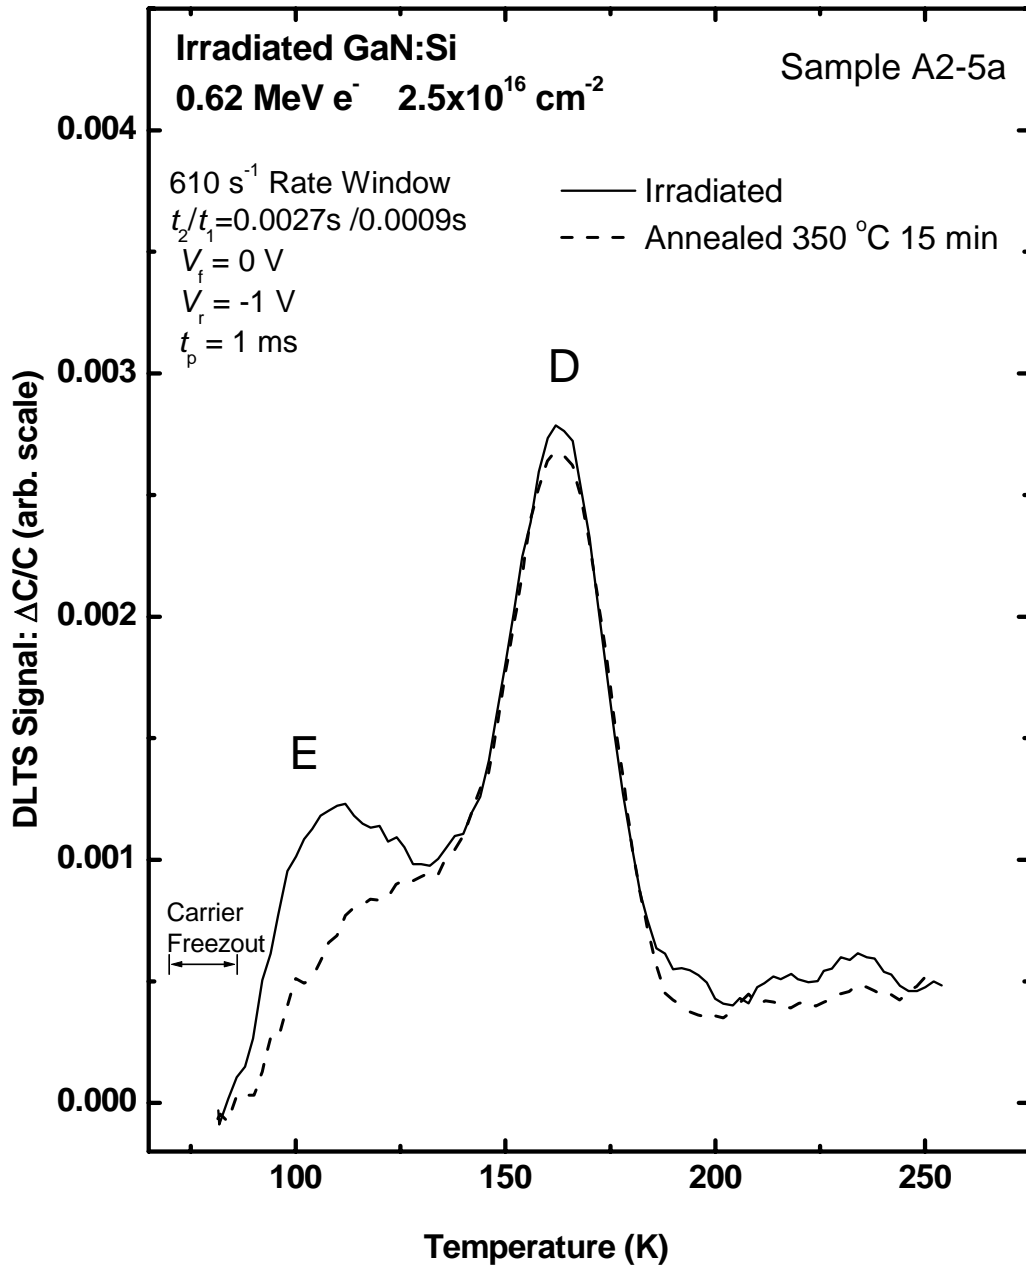 Irradiated GaN:Si
0.62 MeV e⁻ 2.5x10¹⁶ cm⁻²
Sample A2-5a
610 s⁻¹ Rate Window
t₂/t₁=0.0027s /0.0009s
V_f = 0 V
V_r = -1 V
t_p = 1 ms
Irradiated
Annealed 350 °C 15 min
D
E
Carrier
Freezout
0.004
0.003
0.002
0.001
0.000
DLTS Signal: ΔC/C (arb. scale)
100 150 200 250
Temperature (K)